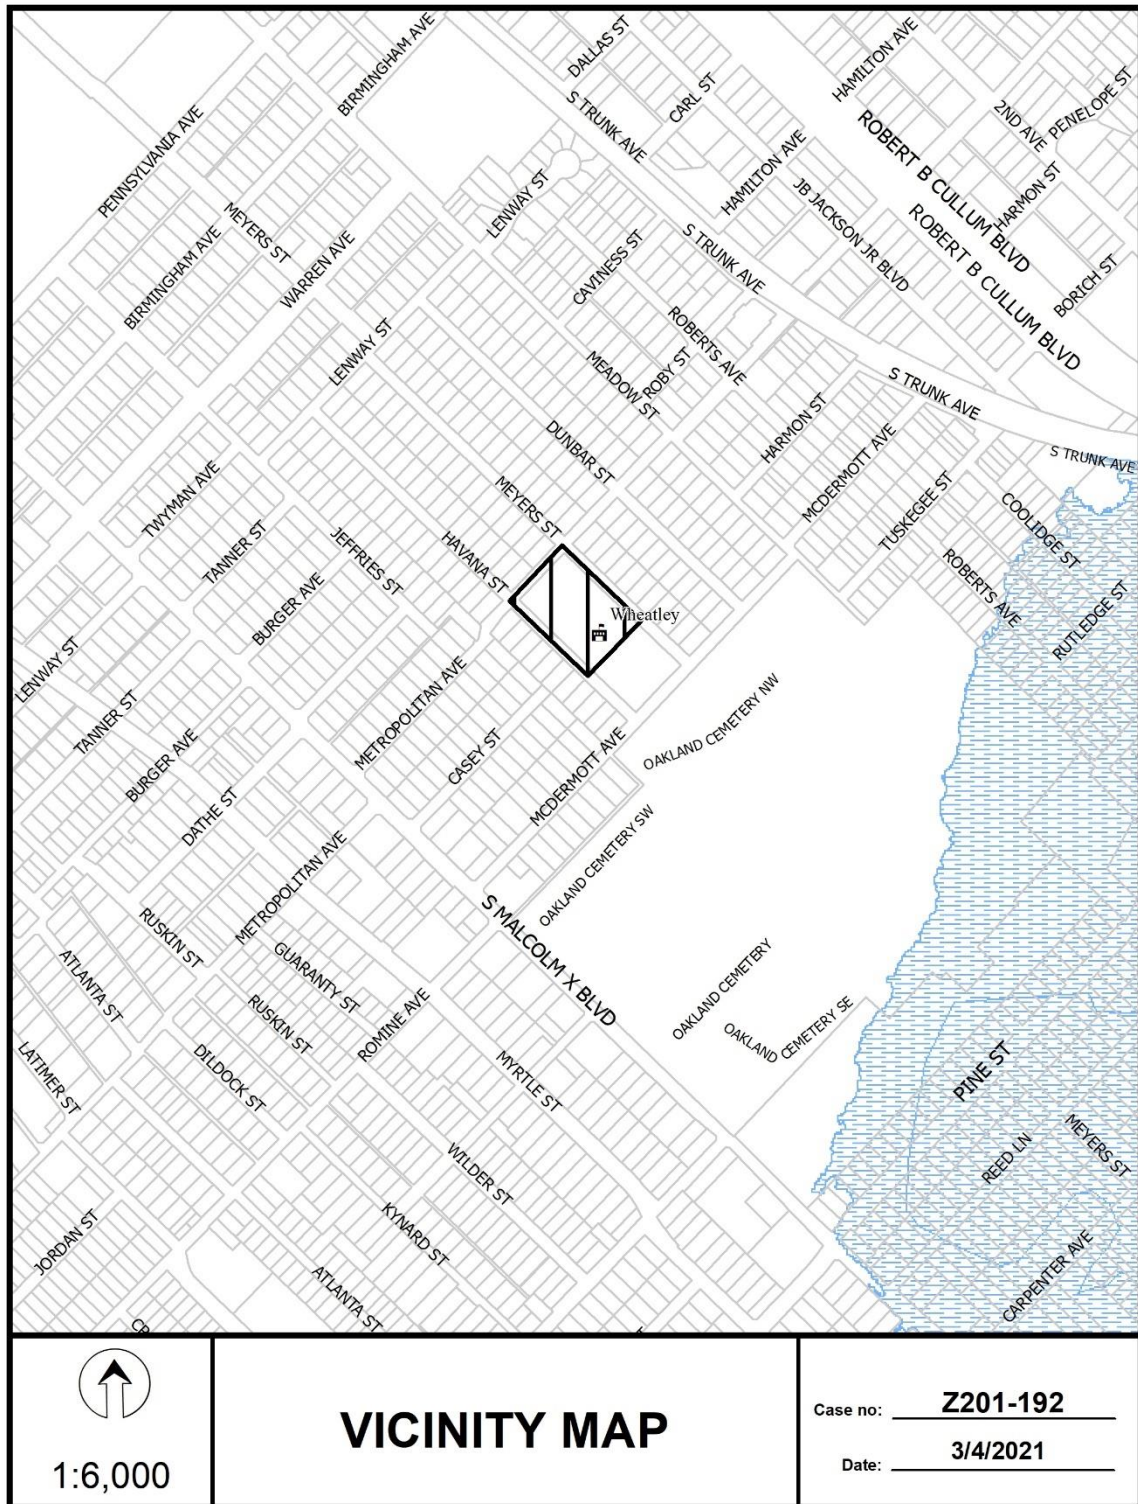 BIRMINGHAM AVE
DALLAS ST
HAMILTON AVE
PENNSYLVANIA AVE
S TRUNK AVE
CARL ST
2ND AVE
PENELOPE ST
ROBERT B CULLUM BLVD
HAMILTON AVE
HARMON ST
LENWAY ST
MEYERS ST
JB JACKSON JR BLVD
ROBERT B CULLUM BLVD
BIRMINGHAM AVE
WARREN AVE
CAVINESS ST
S TRUNK AVE
BORICH ST
LENWAY ST
ROBERTS AVE
MEADOW ST
ROBY ST
S TRUNK AVE
HARMON ST
DUNBAR ST
MCDERMOTT AVE
S TRUNK AVE
TWYMAN AVE
MEYERS ST
TUSKEGEE ST
COOLIDGE ST
TANNER ST
JEFFRIES ST
HAVANA ST
ROBERTS AVE
BURGER AVE
Wheatley
RUTLEDGE ST
LENWAY ST
TANNER ST
METROPOLITAN AVE
OAKLAND CEMETERY NW
BURGER AVE
CASEY ST
MCDERMOTT AVE
DATHE ST
OAKLAND CEMETERY SW
METROPOLITAN AVE
RUSKIN ST
S MALCOLM X BLVD
ATLANTA ST
GUARANTY ST
OAKLAND CEMETERY
RUSKIN ST
ROMINE AVE
OAKLAND CEMETERY SE
LATIMER ST
DILDOCK ST
MYRTLE ST
PINE ST
REED LN
MEYERS ST
WILDER ST
JORDAN ST
KYNARD ST
ATLANTA ST
CARPENTER AVE
1:6,000
VICINITY MAP
Case no: Z201-192
Date: 3/4/2021